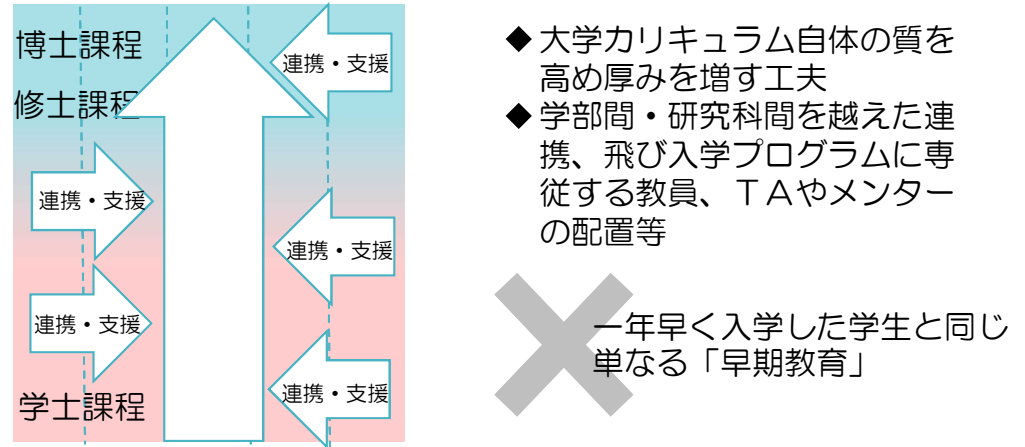 博士課程
修士課程
連携・支援
連携・支援
連携・支援
連携・支援
連携・支援
学士課程
◆大学カリキュラム自体の質を
高め厚みを増す工夫
◆学部間・研究科間を越えた連
携、飛び入学プログラムに専
従する教員、ＴＡやメンター
の配置等
一年早く入学した学生と同じ
単なる「早期教育」